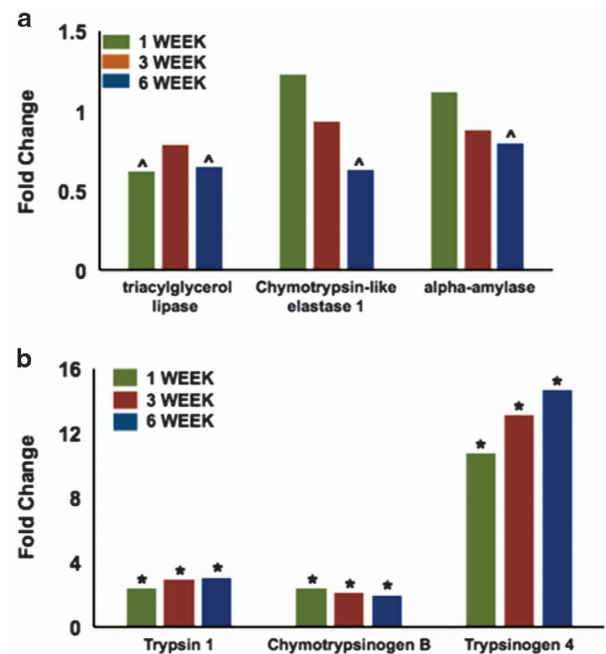 a
1.5
1 WEEK
3 WEEK
6 WEEK
1
Fold Change
0.5
0
^ ^ ^ ^
triacylglycerol lipase
Chymotrypsin-like elastase 1
alpha-amylase
b
16
1 WEEK
3 WEEK
6 WEEK
12
Fold Change
8
4
0
* * * * * * * * *
Trypsin 1
Chymotrypsinogen B
Trypsinogen 4